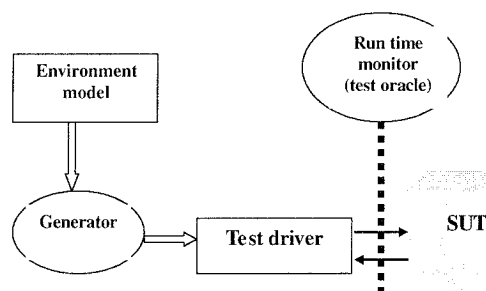 Environment
model
Run time
monitor
(test oracle)
Generator
Test driver
SUT